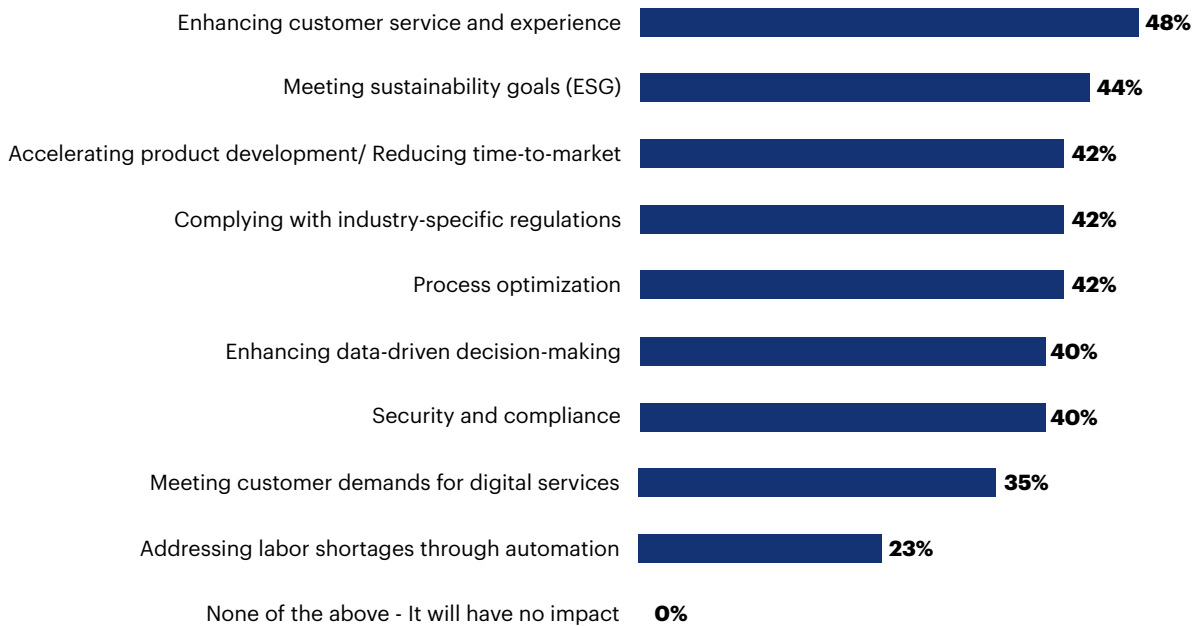 Enhancing customer service and experience 48%
Meeting sustainability goals (ESG) 44%
Accelerating product development/ Reducing time-to-market 42%
Complying with industry-specific regulations 42%
Process optimization 42%
Enhancing data-driven decision-making 40%
Security and compliance 40%
Meeting customer demands for digital services 35%
Addressing labor shortages through automation 23%
None of the above - It will have no impact 0%